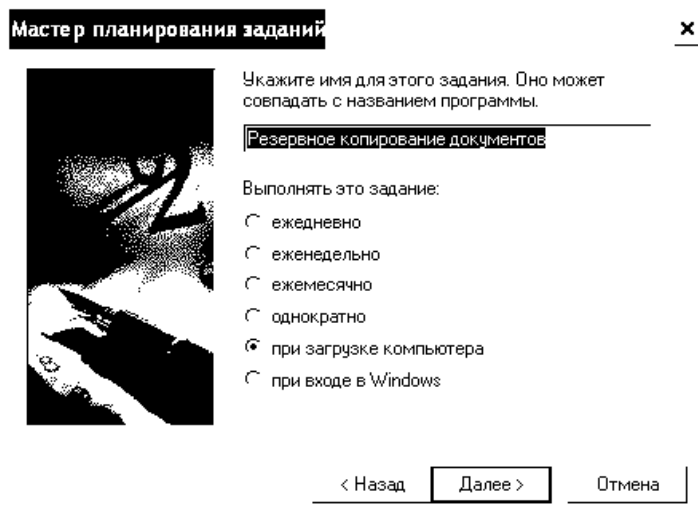 Мастер планирования заданий
Укажите имя для этого задания. Оно может
совпадать с названием программы.
Резервное копирование документов
Выполнять это задание:
ежедневно
еженедельно
ежемесячно
однократно
при загрузке компьютера
при входе в Windows
< Назад Далее > Отмена